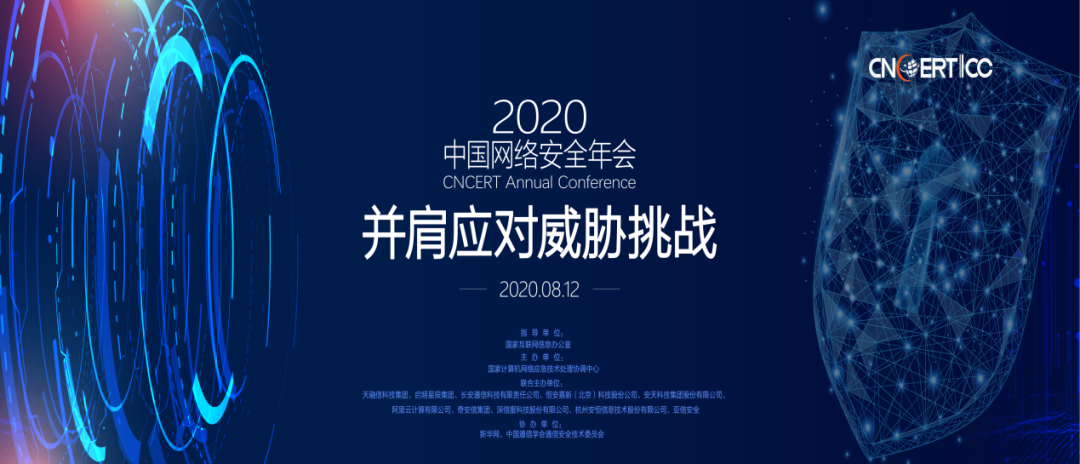 CNCERT/CC
2020
中国网络安全年会
CNCERT Annual Conference
并肩应对威胁挑战
2020.08.12
指 导 单 位：
国家互联网信息办公室
主 办 单 位：
国家计算机网络应急技术处理协调中心
联合主办单位：
天融信科技集团、启明星辰集团、长安通信科技有限责任公司、恒安嘉新（北京）科技股份公司、安天科技集团股份有限公司、
阿里云计算有限公司、奇安信集团、深信服科技股份有限公司、杭州安恒信息技术股份有限公司、亚信安全
协 办 单 位：
新华网、中国通信学会通信安全技术委员会